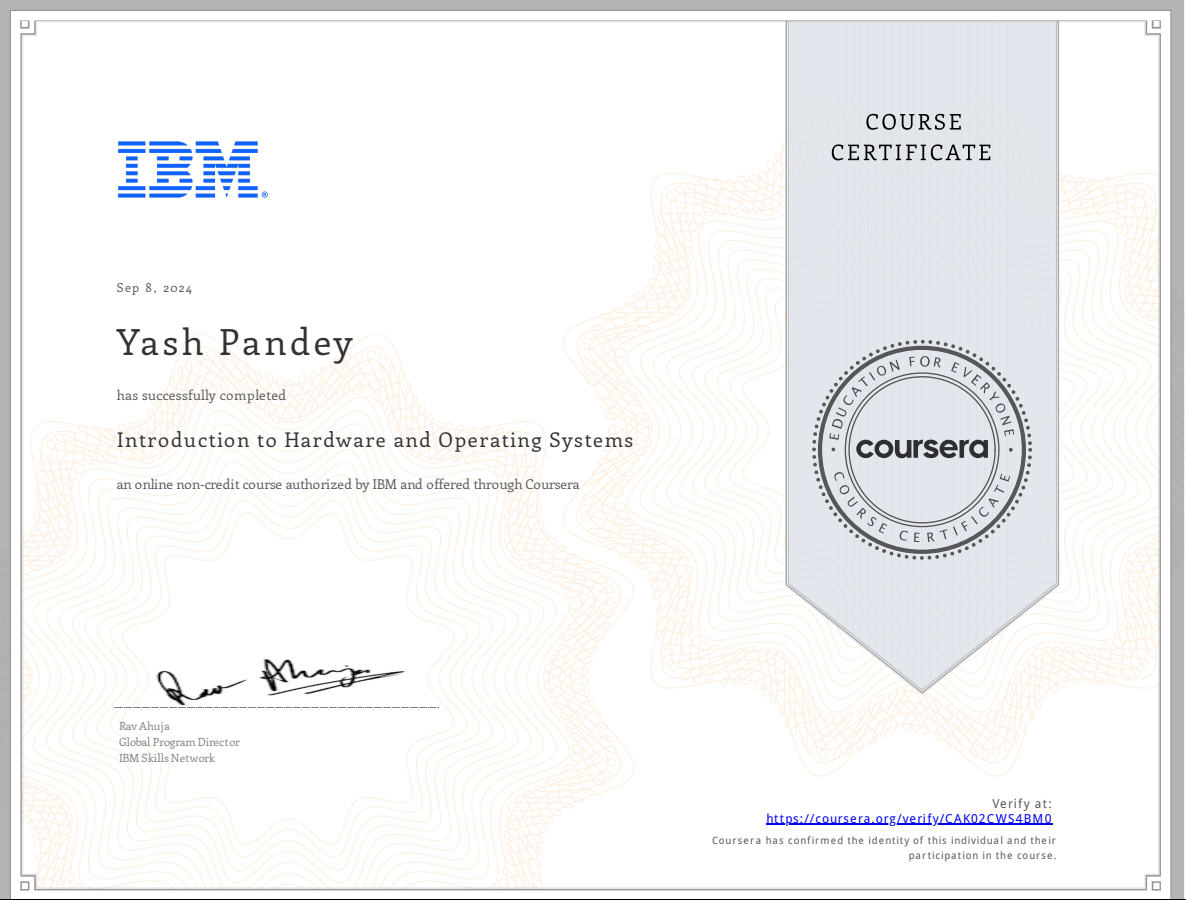 COURSE
CERTIFICATE
IBM®
Sep 8, 2024
Yash Pandey
has successfully completed
Introduction to Hardware and Operating Systems
an online non-credit course authorized by IBM and offered through Coursera
EDUCATION FOR EVERYONE
coursera
COURSE CERTIFICATE
Rav Ahuja
Rav Ahuja
Global Program Director
IBM Skills Network
Verify at:
https://coursera.org/verify/CAK02CWS4BM0
Coursera has confirmed the identity of this individual and their
participation in the course.